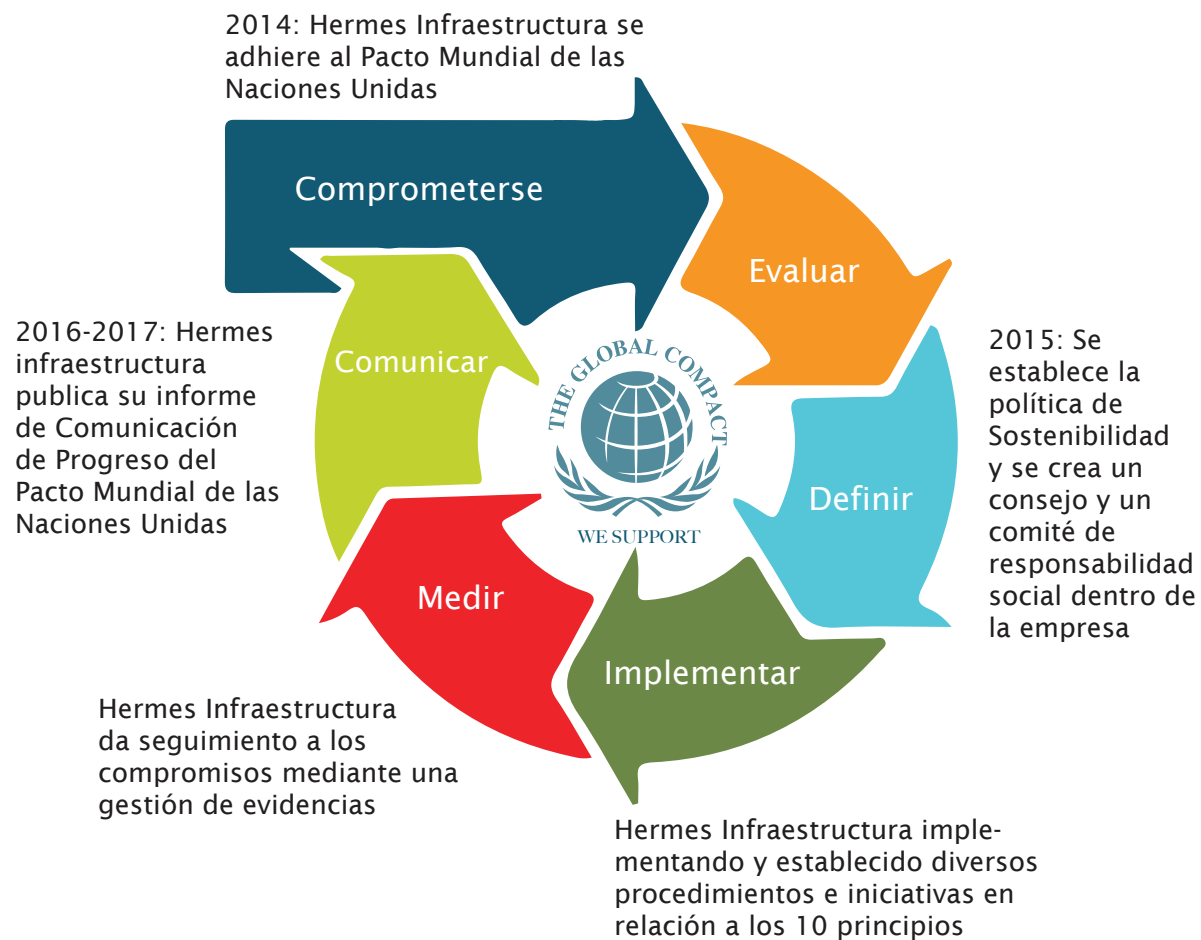 2014: Hermes Infraestructura se
adhiere al Pacto Mundial de las
Naciones Unidas
Comprometerse
Evaluar
2015: Se
establece la
política de
Sostenibilidad
y se crea un
consejo y un
comité de
responsabilidad
social dentro de
la empresa
Definir
Implementar
Hermes Infraestructura imple-
mentando y establecido diversos
procedimientos e iniciativas en
relación a los 10 principios
Medir
Hermes Infraestructura
da seguimiento a los
compromisos mediante una
gestión de evidencias
Comunicar
2016-2017: Hermes
infraestructura
publica su informe
de Comunicación
de Progreso del
Pacto Mundial de las
Naciones Unidas
THE GLOBAL COMPACT
WE SUPPORT